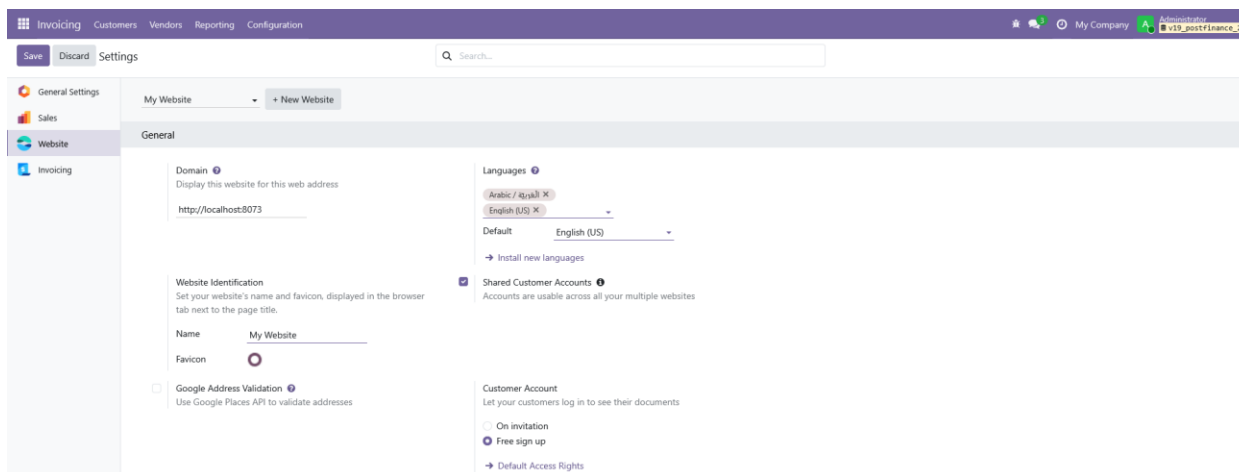 Invoicing Customers Vendors Reporting Configuration
3 My Company A Administrator
v19_postfinance_
Save Discard Settings
Search...
General Settings
Sales
Website
Invoicing
My Website + New Website
General
Domain ?
Display this website for this web address
http://localhost:8073
Languages ?
Arabic / الْعَرَبيّة ×
English (US) ×
Default English (US)
→ Install new languages
Website Identification
Set your website's name and favicon, displayed in the browser
tab next to the page title.
Name My Website
Favicon
Shared Customer Accounts
Accounts are usable across all your multiple websites
Google Address Validation ?
Use Google Places API to validate addresses
Customer Account
Let your customers log in to see their documents
On invitation
Free sign up
→ Default Access Rights